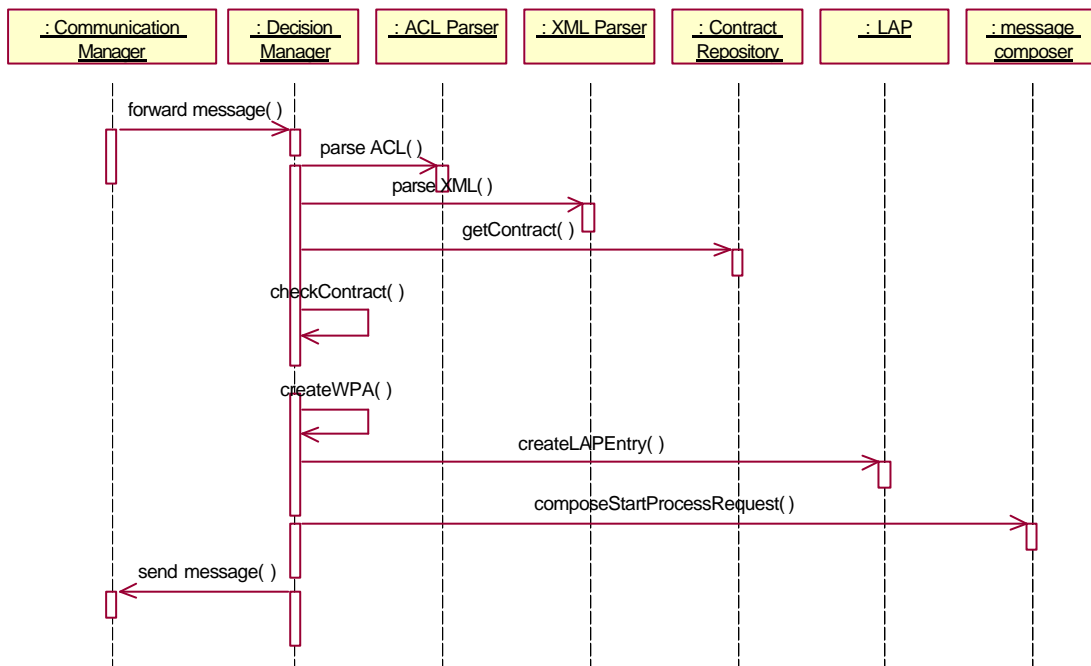 : Communication
Manager
: Decision
Manager
: ACL Parser
: XML Parser
: Contract
Repository
: LAP
: message
composer
forward message( )
parse ACL( )
parse XML( )
getContract( )
checkContract( )
createWPA( )
createLAPEntry( )
composeStartProcessRequest( )
send message( )